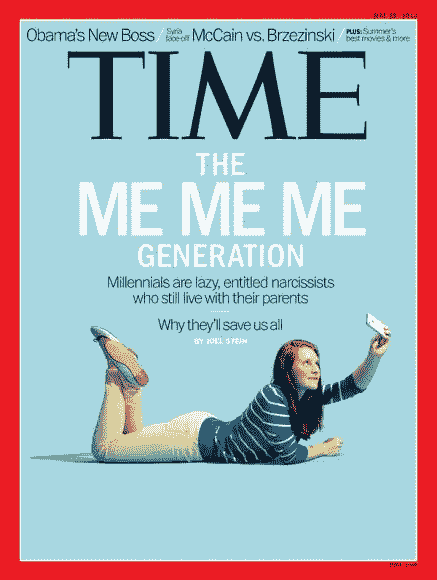 Obama's New Boss / Syria face-off McCain vs. Brzezinski / PLUS: Summer's best movies & more
TIME
THE
ME ME ME
GENERATION
Millennials are lazy, entitled narcissists
who still live with their parents
Why they'll save us all
BY JOEL STEIN